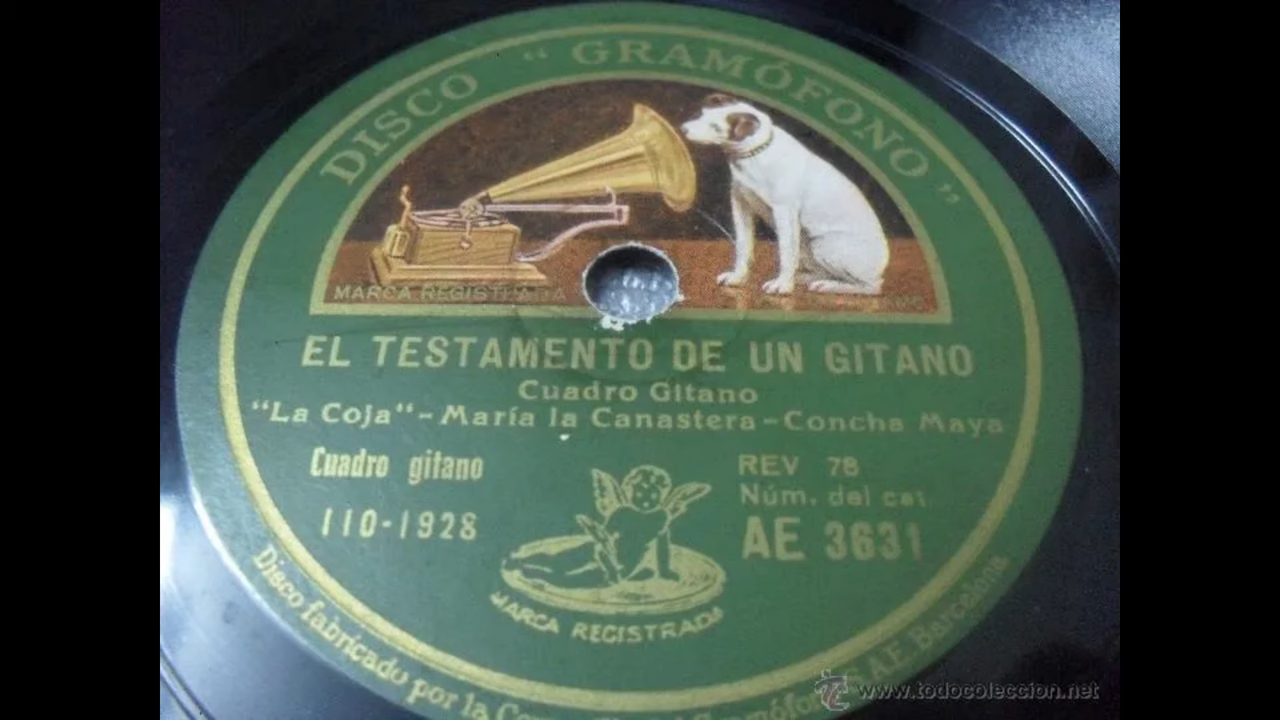 DISCO “GRAMÓFONO”
MARCA REGISTRADA
EL TESTAMENTO DE UN GITANO
Cuadro Gitano
"La Coja" - María la Canastera - Concha Maya
Cuadro gitano
110-1928
REV 78
Núm. del cat.
AE 3631
MARCA REGISTRADA
Disco fabricado por la Gramófono S.A.E. Barcelona
www.todocoleccion.net